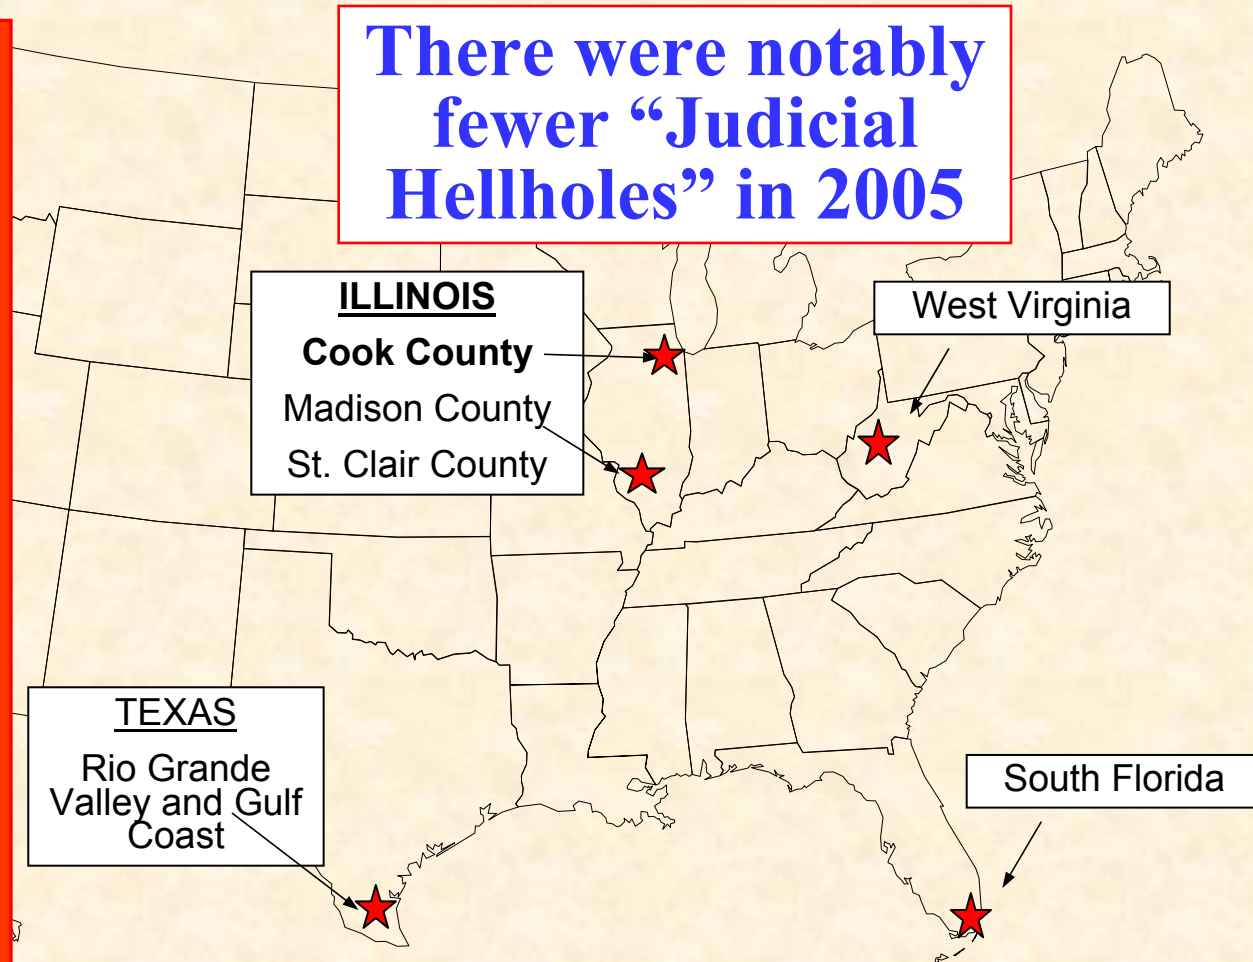 There were notably
fewer “Judicial
Hellholes” in 2005
ILLINOIS
Cook County
Madison County
St. Clair County
West Virginia
TEXAS
Rio Grande
Valley and Gulf
Coast
South Florida